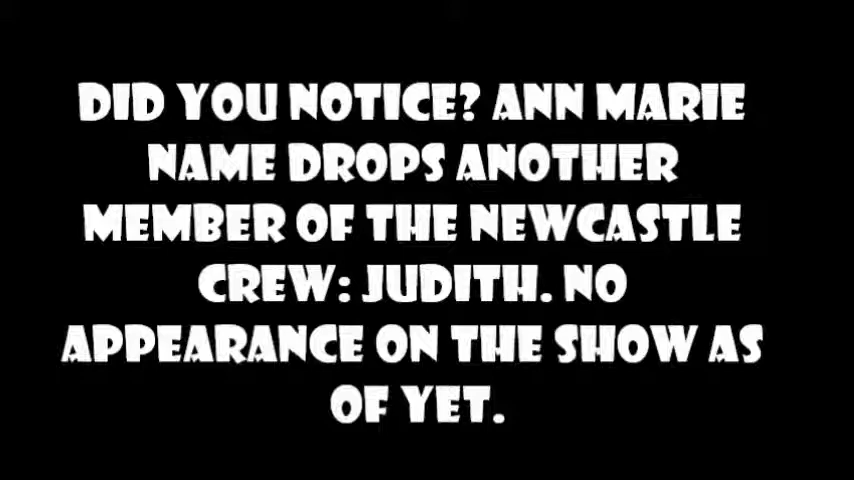 DID YOU NOTICE? ANN MARIE
NAME DROPS ANOTHER
MEMBER OF THE NEWCASTLE
CREW: JUDITH. NO
APPEARANCE ON THE SHOW AS
OF YET.